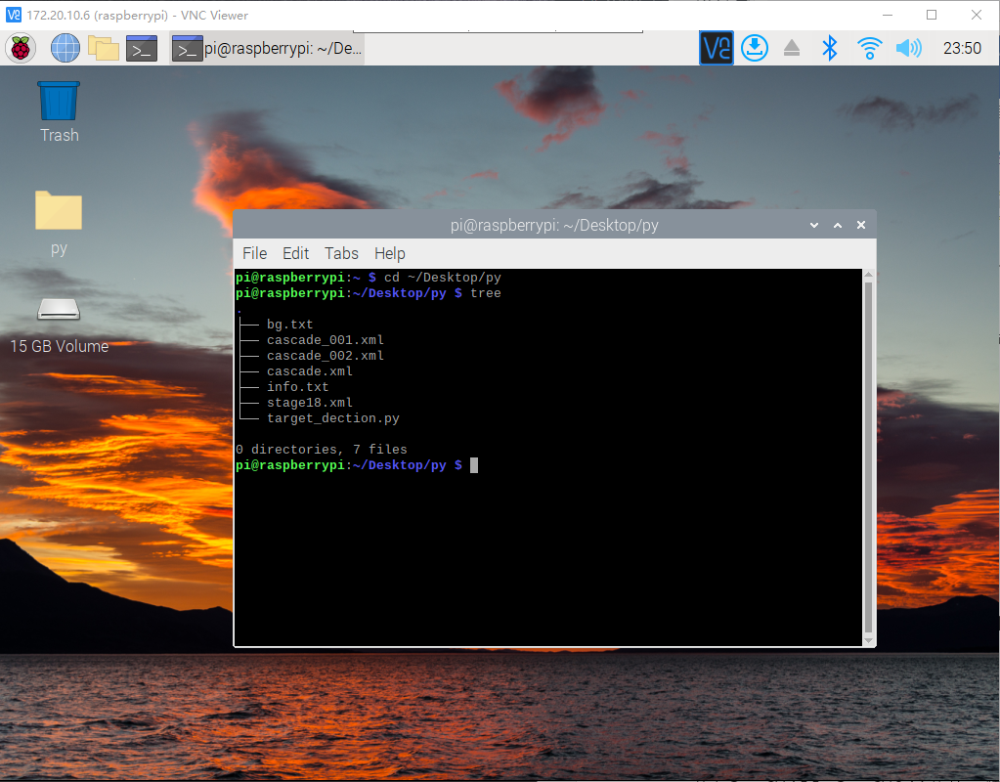 172.20.10.6 (raspberrypi) - VNC Viewer
pi@raspberrypi: ~/De...
23:50
Trash
py
15 GB Volume
pi@raspberrypi: ~/Desktop/py
File Edit Tabs Help
pi@raspberrypi:~ $ cd ~/Desktop/py
pi@raspberrypi:~/Desktop/py $ tree
.
├── bg.txt
├── cascade_001.xml
├── cascade_002.xml
├── cascade.xml
├── info.txt
├── stage18.xml
└── target_dection.py
0 directories, 7 files
pi@raspberrypi:~/Desktop/py $